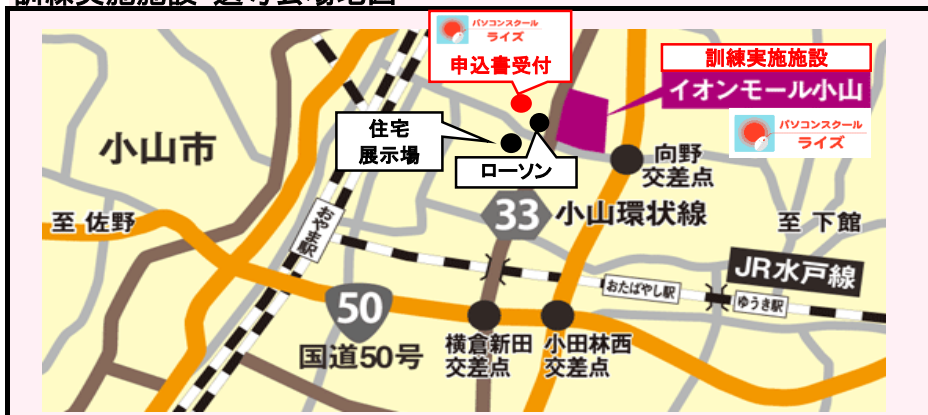 訓練実施施設・選考会場地図
パソコンスクール
ライズ
申込書受付
訓練実施施設
イオンモール小山
パソコンスクール
ライズ
住宅
展示場
ローソン
小山市
向野
交差点
至 佐野
おやま駅
33
小山環状線
至 下館
JR水戸線
おたばやし駅
ゆうき駅
50
国道50号
横倉新田
交差点
小田林西
交差点